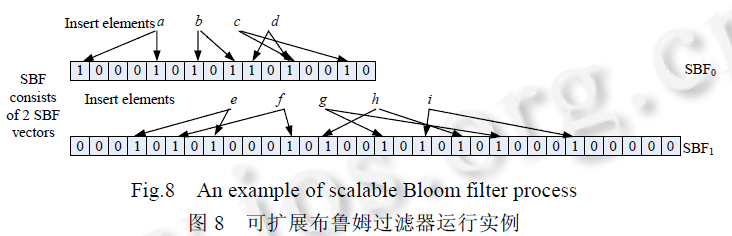 Insert elements a b c d
1 0 0 0 1 0 1 0 1 1 0 1 0 0 1 0 SBF0
SBF
consists
of 2 SBF
vectors
Insert elements e f g h i
0 0 0 1 0 1 0 1 0 0 0 1 0 1 0 0 1 0 1 0 1 0 1 0 0 0 1 0 0 0 0 0 SBF1
Fig.8 An example of scalable Bloom filter process
图 8 可扩展布鲁姆过滤器运行实例